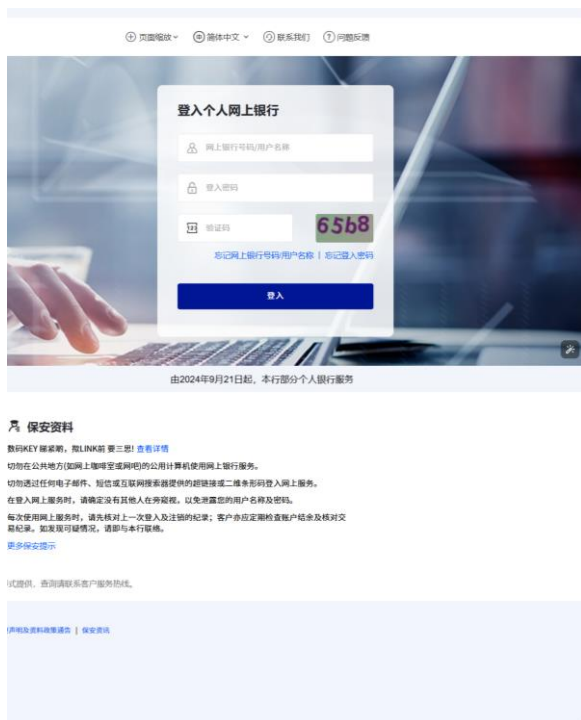 页面缩放 简体中文 联系我们 问题反馈
登入个人网上银行
网上银行号码/用户名称
登入密码
验证码 65b8
忘记网上银行号码/用户名称 | 忘记登入密码
登入
由2024年9月21日起，本行部分个人银行服务
保安资料
数码KEY 睇紧啲，揿LINK前 要三思! 查看详情
切勿在公共地方(如网上咖啡室或网吧)的公用计算机使用网上银行服务。
切勿透过任何电子邮件、短信或互联网搜索器提供的超链接或二维条形码登入网上服务。
在登入网上服务时，请确定没有其他人在旁窥视，以免泄露您的用户名称及密码。
每次使用网上服务时，请先核对上一次登入及注销的纪录；客户亦应定期检查账户结余及核对交
易纪录。如发现可疑情况，请即与本行联络。
更多保安提示
式提供，查询请联系客户服务热线。
声明及资料政策通告 | 保安资讯